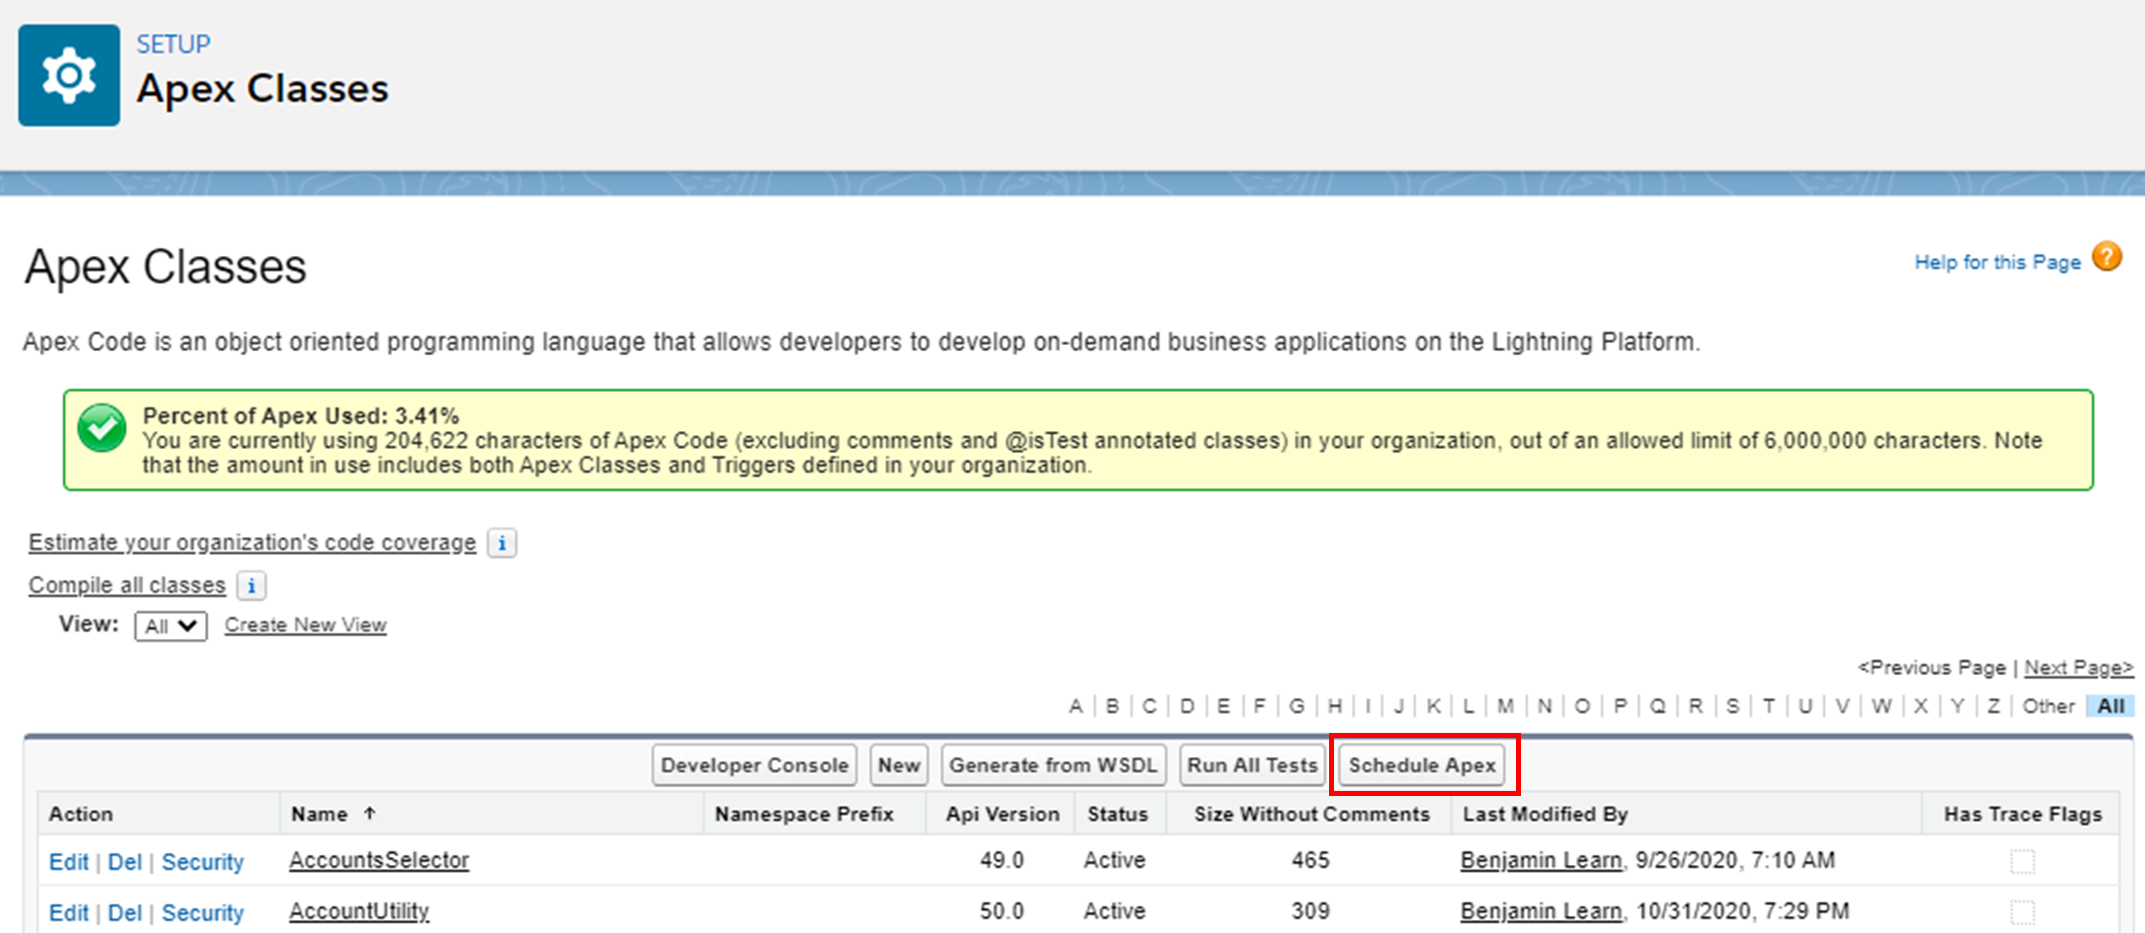 SETUP
Apex Classes
Apex Classes
Help for this Page ?
Apex Code is an object oriented programming language that allows developers to develop on-demand business applications on the Lightning Platform.
Percent of Apex Used: 3.41%
You are currently using 204,622 characters of Apex Code (excluding comments and @isTest annotated classes) in your organization, out of an allowed limit of 6,000,000 characters. Note
that the amount in use includes both Apex Classes and Triggers defined in your organization.
Estimate your organization's code coverage i
Compile all classes i
View: All Create New View
<Previous Page | Next Page>
A | B | C | D | E | F | G | H | I | J | K | L | M | N | O | P | Q | R | S | T | U | V | W | X | Y | Z | Other | All
Developer Console New Generate from WSDL Run All Tests Schedule Apex
Action Name ↑ Namespace Prefix Api Version Status Size Without Comments Last Modified By Has Trace Flags
Edit | Del | Security AccountsSelector 49.0 Active 465 Benjamin Learn, 9/26/2020, 7:10 AM
Edit | Del | Security AccountUtility 50.0 Active 309 Benjamin Learn, 10/31/2020, 7:29 PM